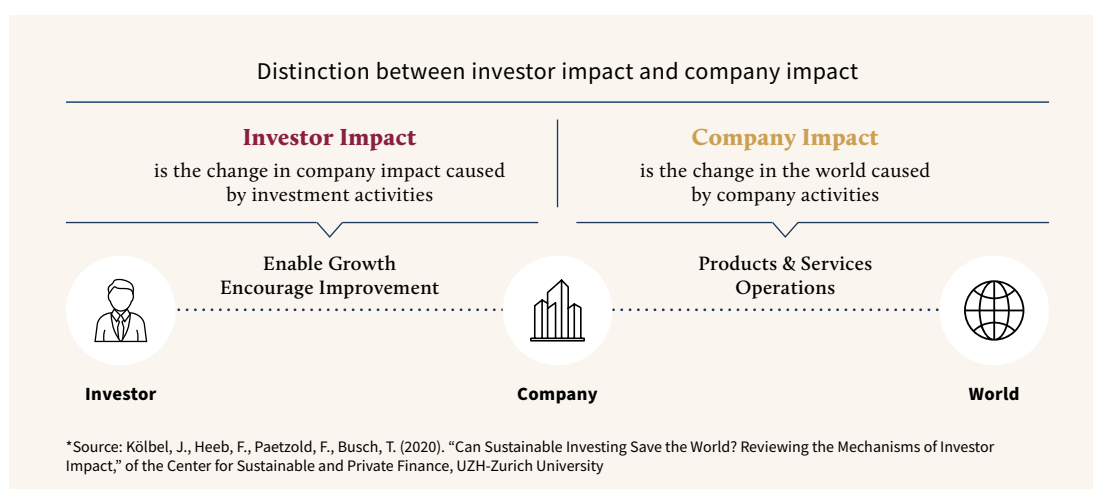 Distinction between investor impact and company impact
Investor Impact
is the change in company impact caused
by investment activities
Company Impact
is the change in the world caused
by company activities
Enable Growth
Encourage Improvement
Products & Services
Operations
Investor
Company
World
*Source: Kölbel, J., Heeb, F., Paetzold, F., Busch, T. (2020). “Can Sustainable Investing Save the World? Reviewing the Mechanisms of Investor
Impact,” of the Center for Sustainable and Private Finance, UZH-Zurich University